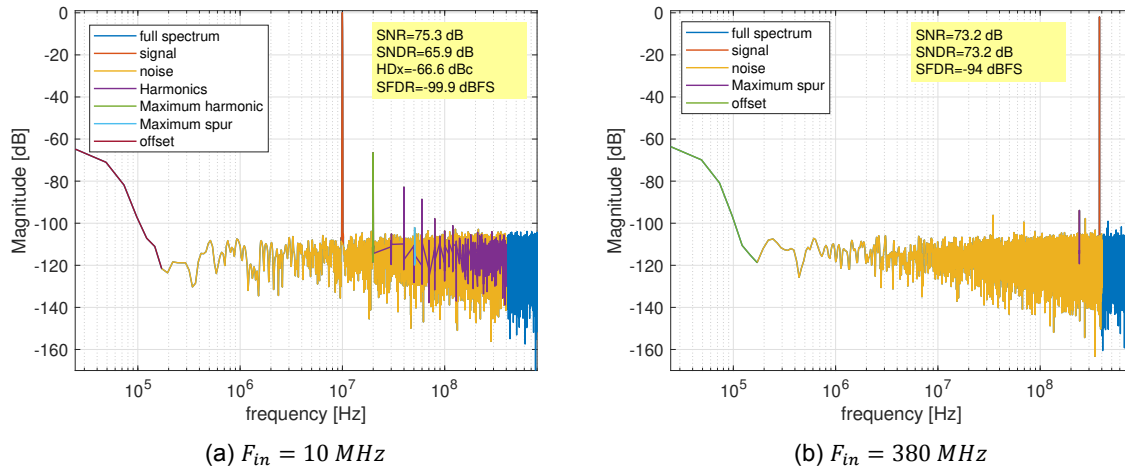 0
-20
-40
-60
-80
-100
-120
-140
-160
Magnitude [dB]
full spectrum
signal
noise
Harmonics
Maximum harmonic
Maximum spur
offset
SNR=75.3 dB
SNDR=65.9 dB
HDx=-66.6 dBc
SFDR=-99.9 dBFS
10^5
10^6
10^7
10^8
frequency [Hz]
(a) F_in = 10 MHz
0
-20
-40
-60
-80
-100
-120
-140
-160
Magnitude [dB]
full spectrum
signal
noise
Maximum spur
offset
SNR=73.2 dB
SNDR=73.2 dB
SFDR=-94 dBFS
10^5
10^6
10^7
10^8
frequency [Hz]
(b) F_in = 380 MHz